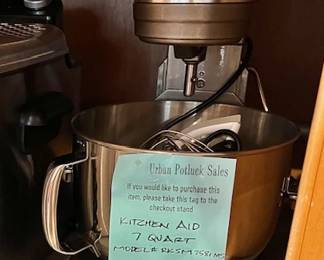 Urban Potluck Sales
If you would like to purchase this
item, please take this tag to the
checkout stand
KITCHEN AID
7 QUART
MODEL#